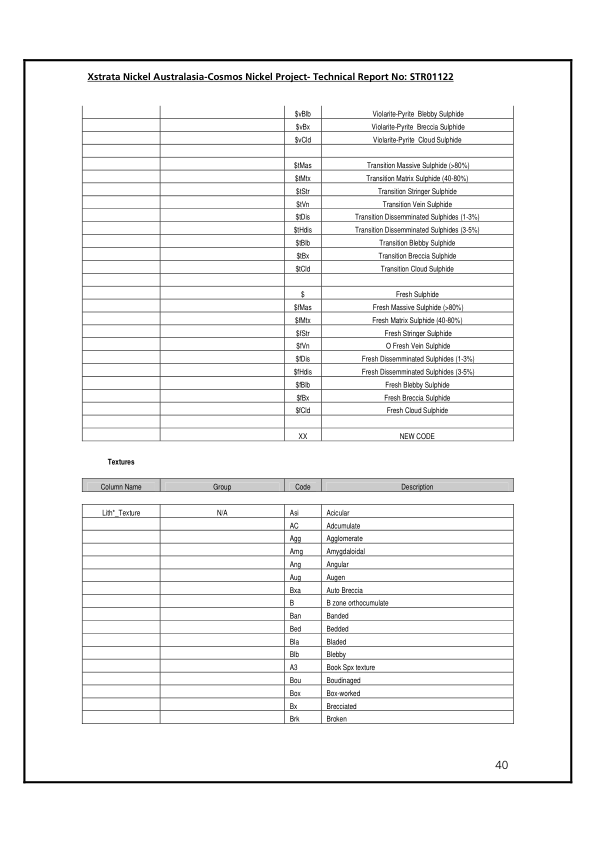 Xstrata Nickel Australasia-Cosmos Nickel Project- Technical Report No: STR01122
$vBlb Violarite-Pyrite Blebby Sulphide
$vBx Violarite-Pyrite Breccia Sulphide
$vCld Violarite-Pyrite Cloud Sulphide
$tMas Transition Massive Sulphide (>80%)
$tMtx Transition Matrix Sulphide (40-80%)
$tStr Transition Stringer Sulphide
$tVn Transition Vein Sulphide
$tDis Transition Dissemminated Sulphides (1-3%)
$tHdis Transition Dissemminated Sulphides (3-5%)
$tBlb Transition Blebby Sulphide
$tBx Transition Breccia Sulphide
$tCld Transition Cloud Sulphide
$ Fresh Sulphide
$fMas Fresh Massive Sulphide (>80%)
$fMtx Fresh Matrix Sulphide (40-80%)
$fStr Fresh Stringer Sulphide
$fVn O Fresh Vein Sulphide
$fDis Fresh Dissemminated Sulphides (1-3%)
$fHdis Fresh Dissemminated Sulphides (3-5%)
$fBlb Fresh Blebby Sulphide
$fBx Fresh Breccia Sulphide
$fCld Fresh Cloud Sulphide
XX NEW CODE
Textures
Column Name Group Code Description
Lith*_Texture N/A Asi Acicular
AC Adcumulate
Agg Agglomerate
Amg Amygdaloidal
Ang Angular
Aug Augen
Bxa Auto Breccia
B B zone orthocumulate
Ban Banded
Bed Bedded
Bla Bladed
Blb Blebby
A3 Book Spx texture
Bou Boudinaged
Box Box-worked
Bx Brecciated
Brk Broken
40